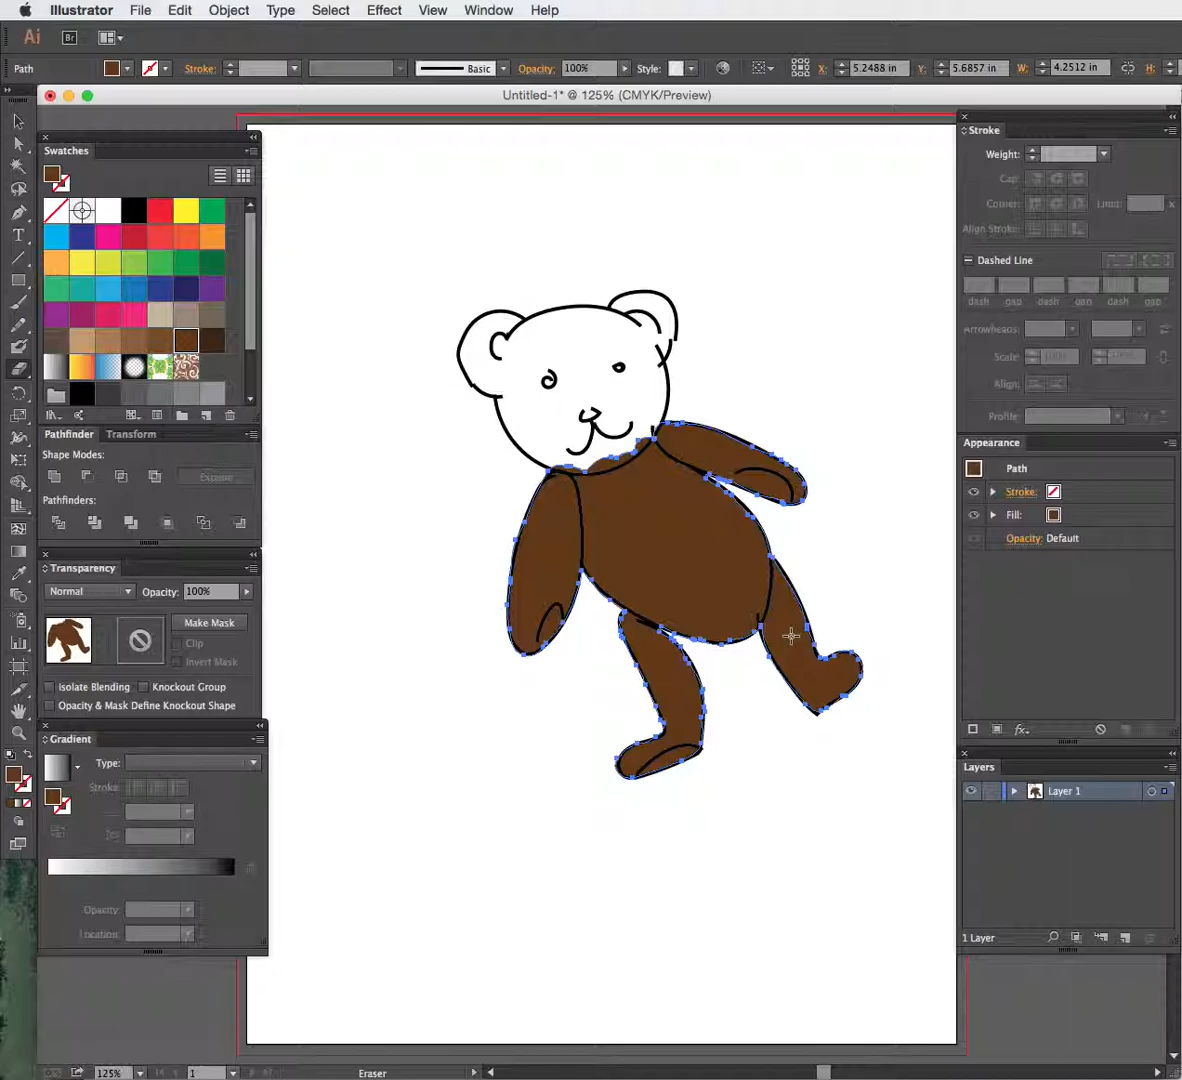 Illustrator File Edit Object Type Select Effect View Window Help
Ai Br
Path Stroke: Basic Opacity: 100% Style: X: 5.2488 in Y: 5.6857 in W: 4.2512 in H:
Untitled-1* @ 125% (CMYK/Preview)
Swatches
Pathfinder Transform
Shape Modes:
Expand
Pathfinders:
Transparency
Normal Opacity: 100%
Make Mask
Clip
Invert Mask
Isolate Blending Knockout Group
Opacity & Mask Define Knockout Shape
Gradient
Type:
Stroke:
Opacity:
Location:
Stroke
Weight:
Cap:
Corner: Limit: x
Align Stroke:
Dashed Line
dash gap dash gap dash gap
Arrowheads:
Scale: 100% 100%
Align:
Profile:
Appearance
Path
Stroke:
Fill:
Opacity: Default
fx
Layers
Layer 1
1 Layer
125% 1 Eraser